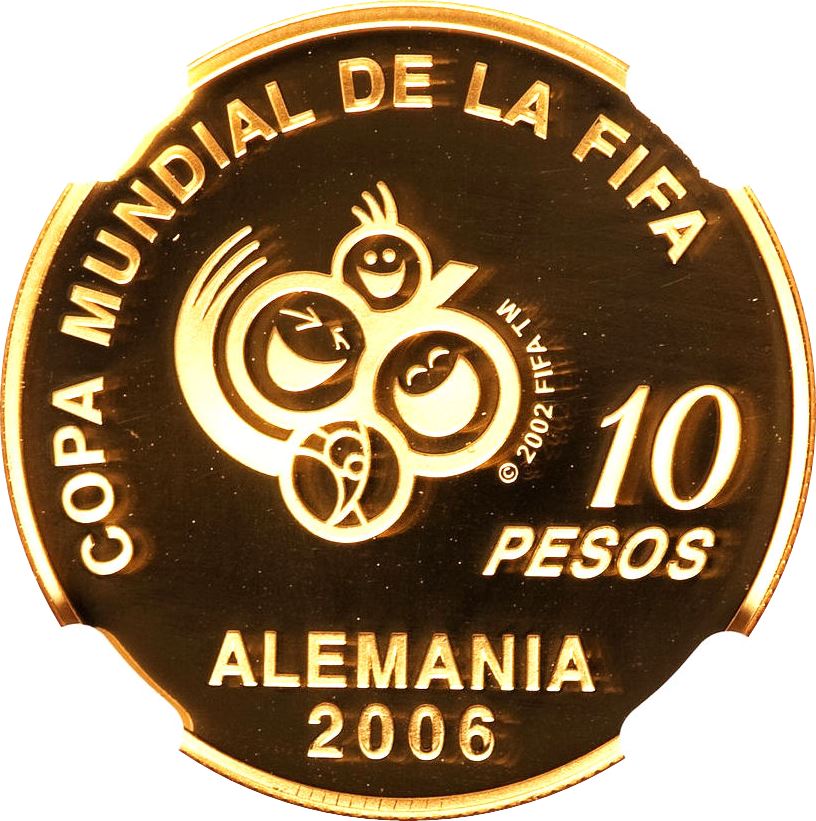 COPA MUNDIAL DE LA FIFA
© 2002 FIFA TM
10
PESOS
ALEMANIA
2006